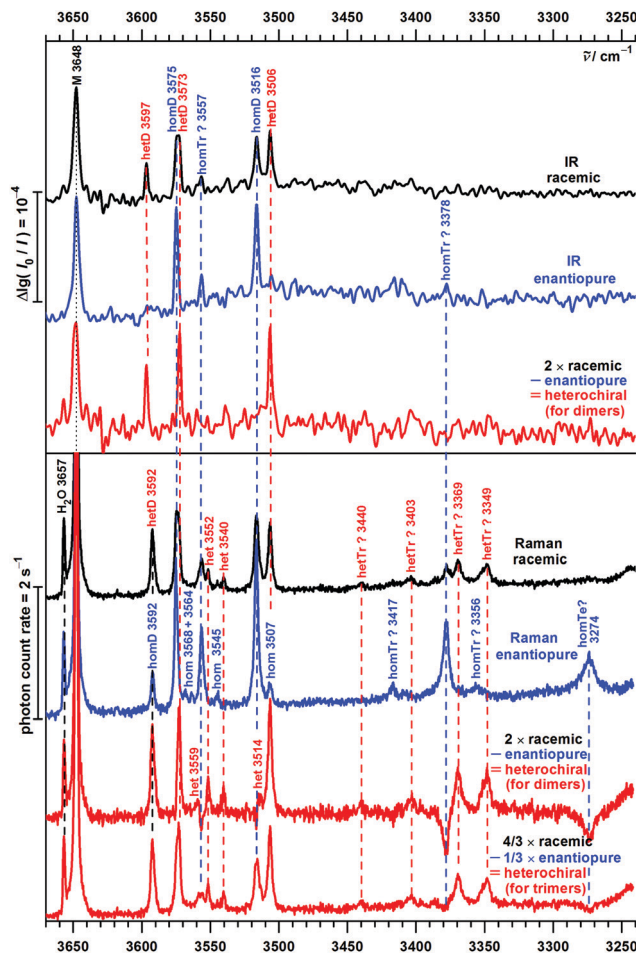 3650 3600 3550 3500 3450 3400 3350 3300 3250
ṽ/ cm⁻¹
M 3648
hetD 3597
homD 3575
hetD 3573
homTr ? 3557
homD 3516
hetD 3506
IR
racemic
Δlg(I₀ / I) = 10⁻⁴
homTr ? 3378
IR
enantiopure
2 × racemic
− enantiopure
= heterochiral
(for dimers)
H₂O 3657
hetD 3592
het 3552
het 3540
hetTr ? 3440
hetTr ? 3403
hetTr ? 3369
hetTr ? 3349
Raman
racemic
photon count rate = 2 s⁻¹
homD 3592
hom 3568 + 3564
hom 3545
hom 3507
homTr ? 3417
homTr ? 3356
homTe?
3274
Raman
enantiopure
het 3559
het 3514
2 × racemic
− enantiopure
= heterochiral
(for dimers)
4/3 × racemic
− 1/3 × enantiopure
= heterochiral
(for trimers)
3650 3600 3550 3500 3450 3400 3350 3300 3250